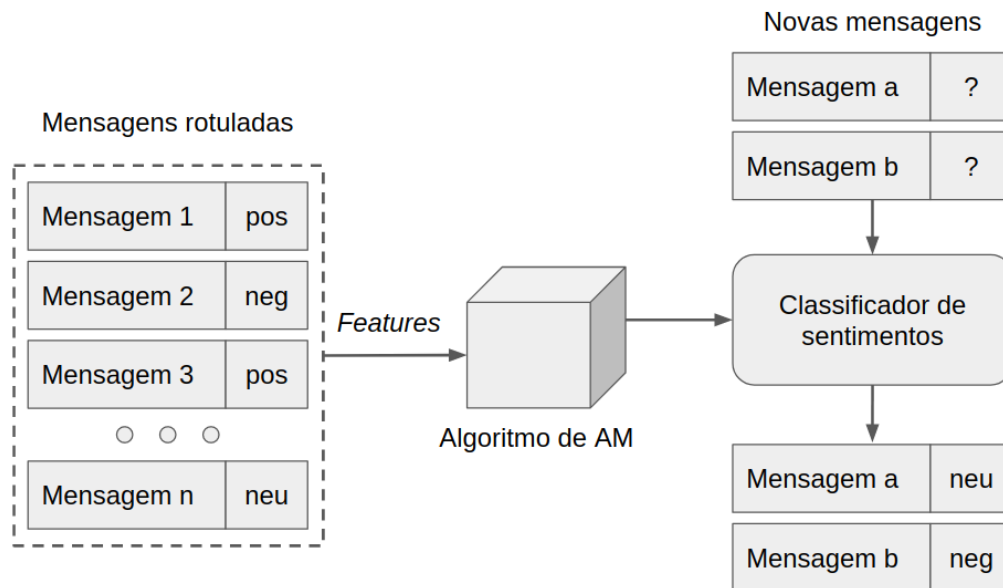 Mensagens rotuladas
Mensagem 1 pos
Mensagem 2 neg
Mensagem 3 pos
Mensagem n neu
Features
Algoritmo de AM
Novas mensagens
Mensagem a ?
Mensagem b ?
Classificador de
sentimentos
Mensagem a neu
Mensagem b neg